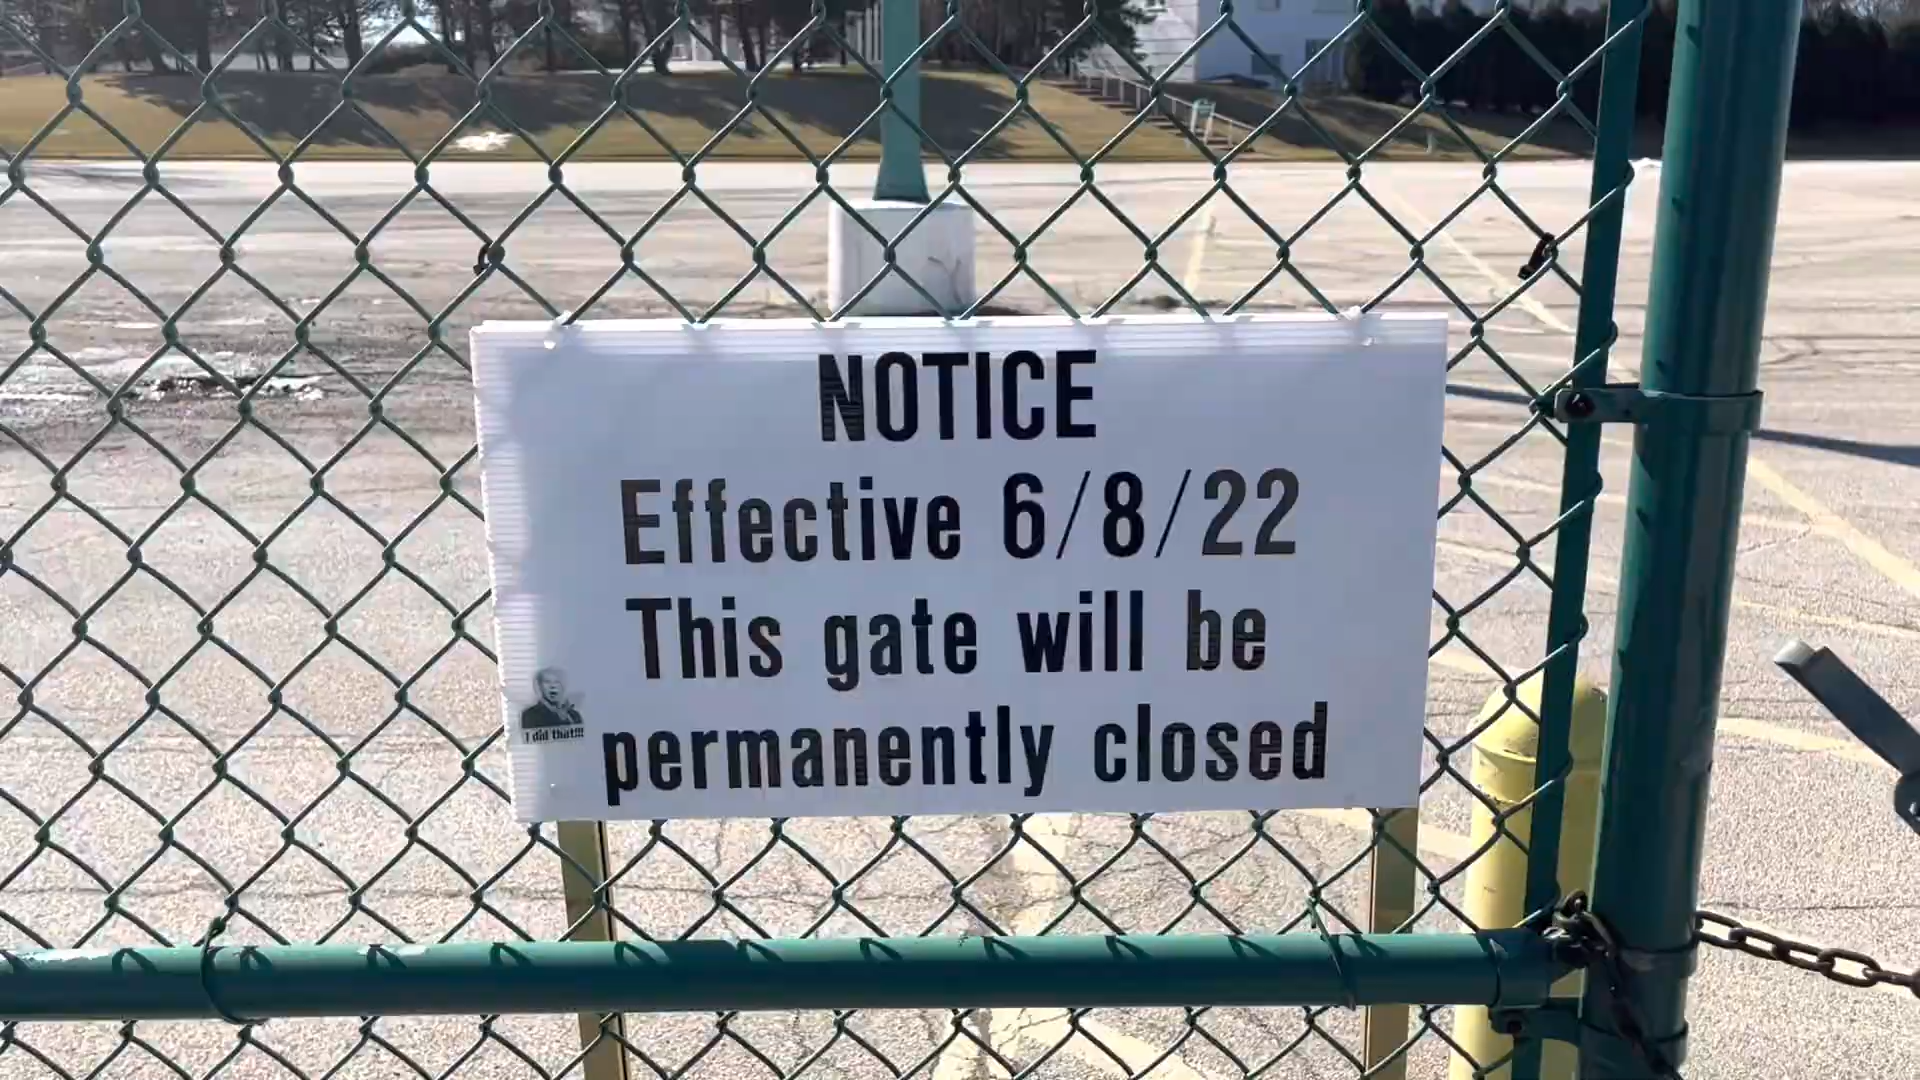 NOTICE
Effective 6/8/22
This gate will be
permanently closed
I did that!!!